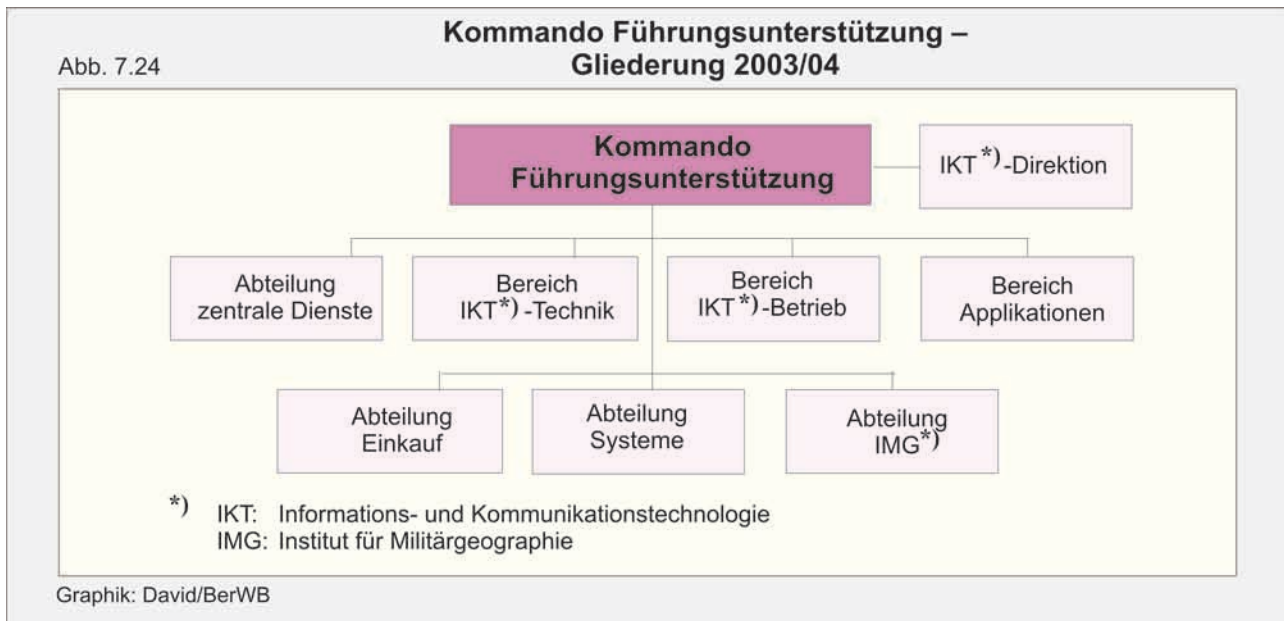 Kommando Führungsunterstützung –
Gliederung 2003/04
Abb. 7.24
Kommando
Führungsunterstützung
IKT*)-Direktion
Abteilung
zentrale Dienste
Bereich
IKT*)-Technik
Bereich
IKT*)-Betrieb
Bereich
Applikationen
Abteilung
Einkauf
Abteilung
Systeme
Abteilung
IMG*)
*) IKT: Informations- und Kommunikationstechnologie
IMG: Institut für Militärgeographie
Graphik: David/BerWB